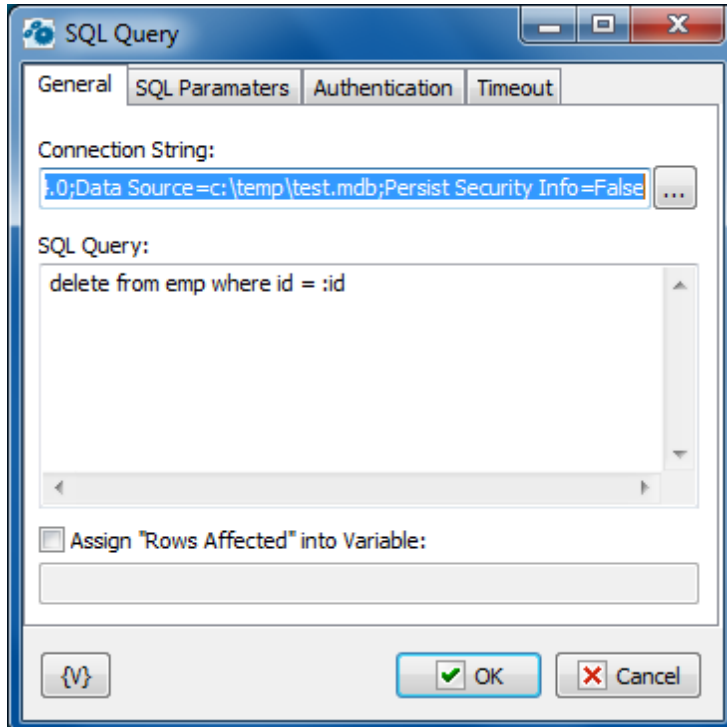 SQL Query
General SQL Paramaters Authentication Timeout
Connection String:
.0;Data Source=c:\temp\test.mdb;Persist Security Info=False ...
SQL Query:
delete from emp where id = :id
Assign "Rows Affected" into Variable:
{V} OK Cancel